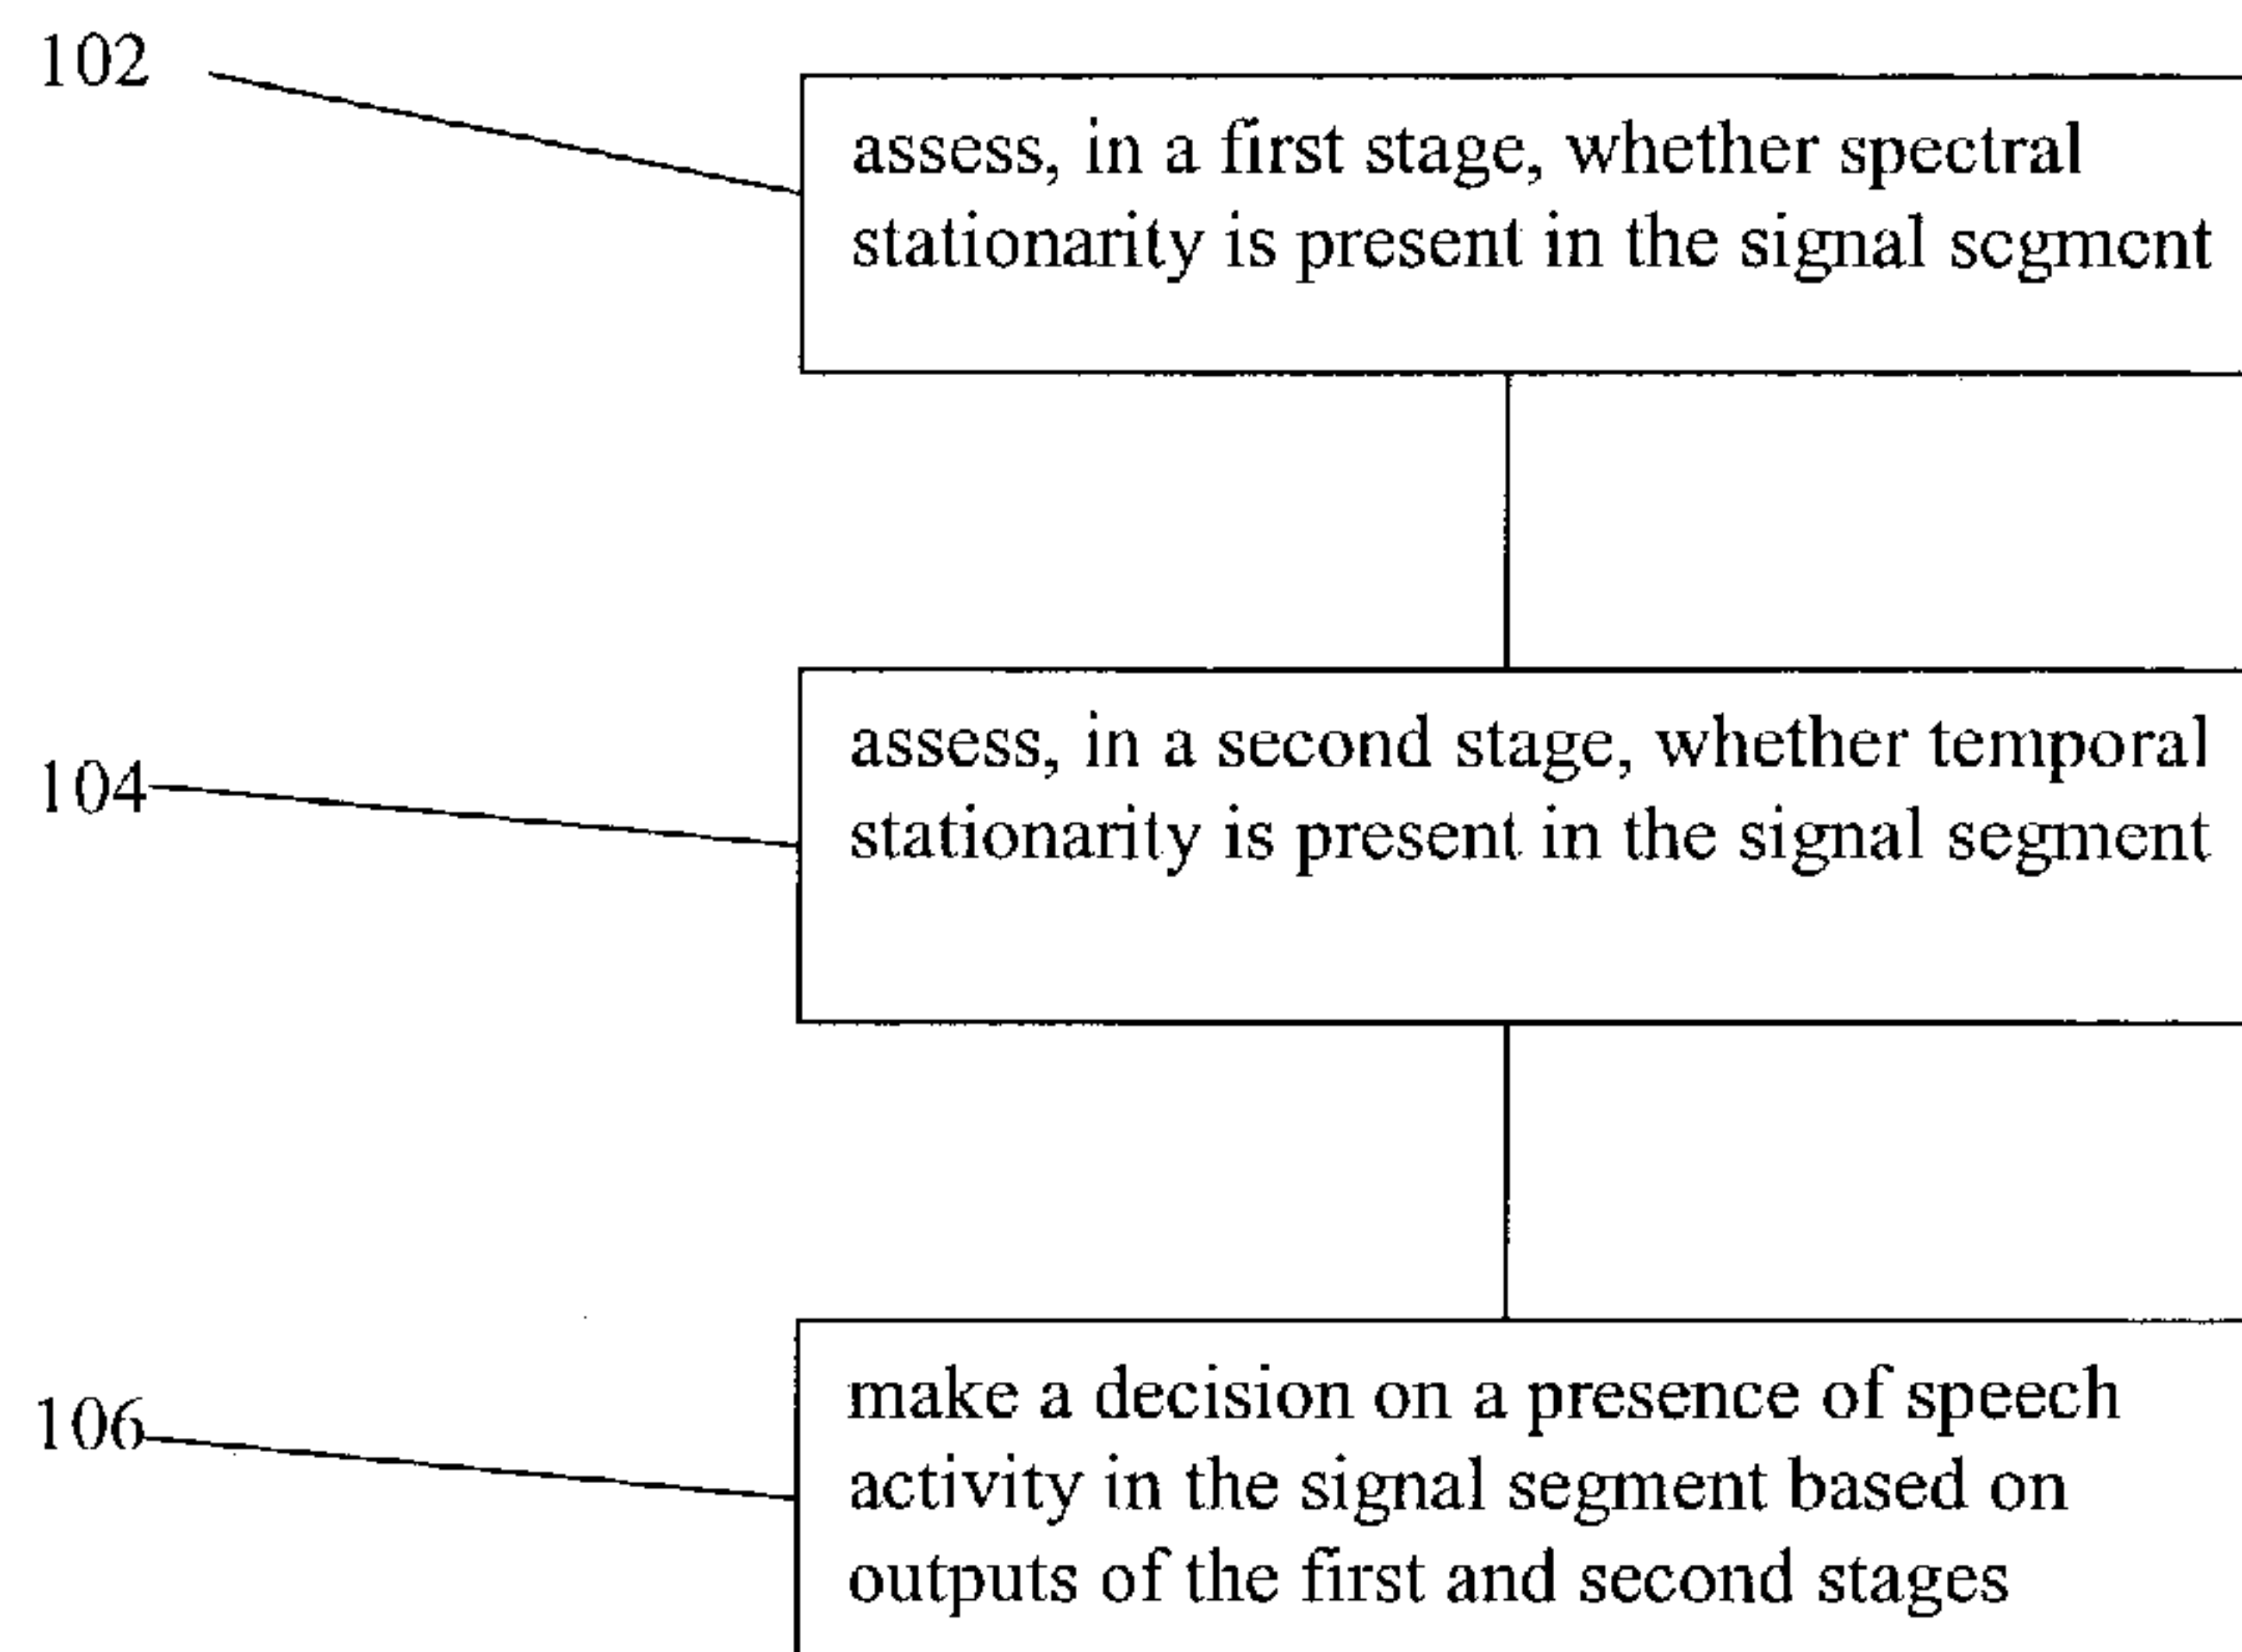 102
assess, in a first stage, whether spectral
stationarity is present in the signal segment
104
assess, in a second stage, whether temporal
stationarity is present in the signal segment
106
make a decision on a presence of speech
activity in the signal segment based on
outputs of the first and second stages